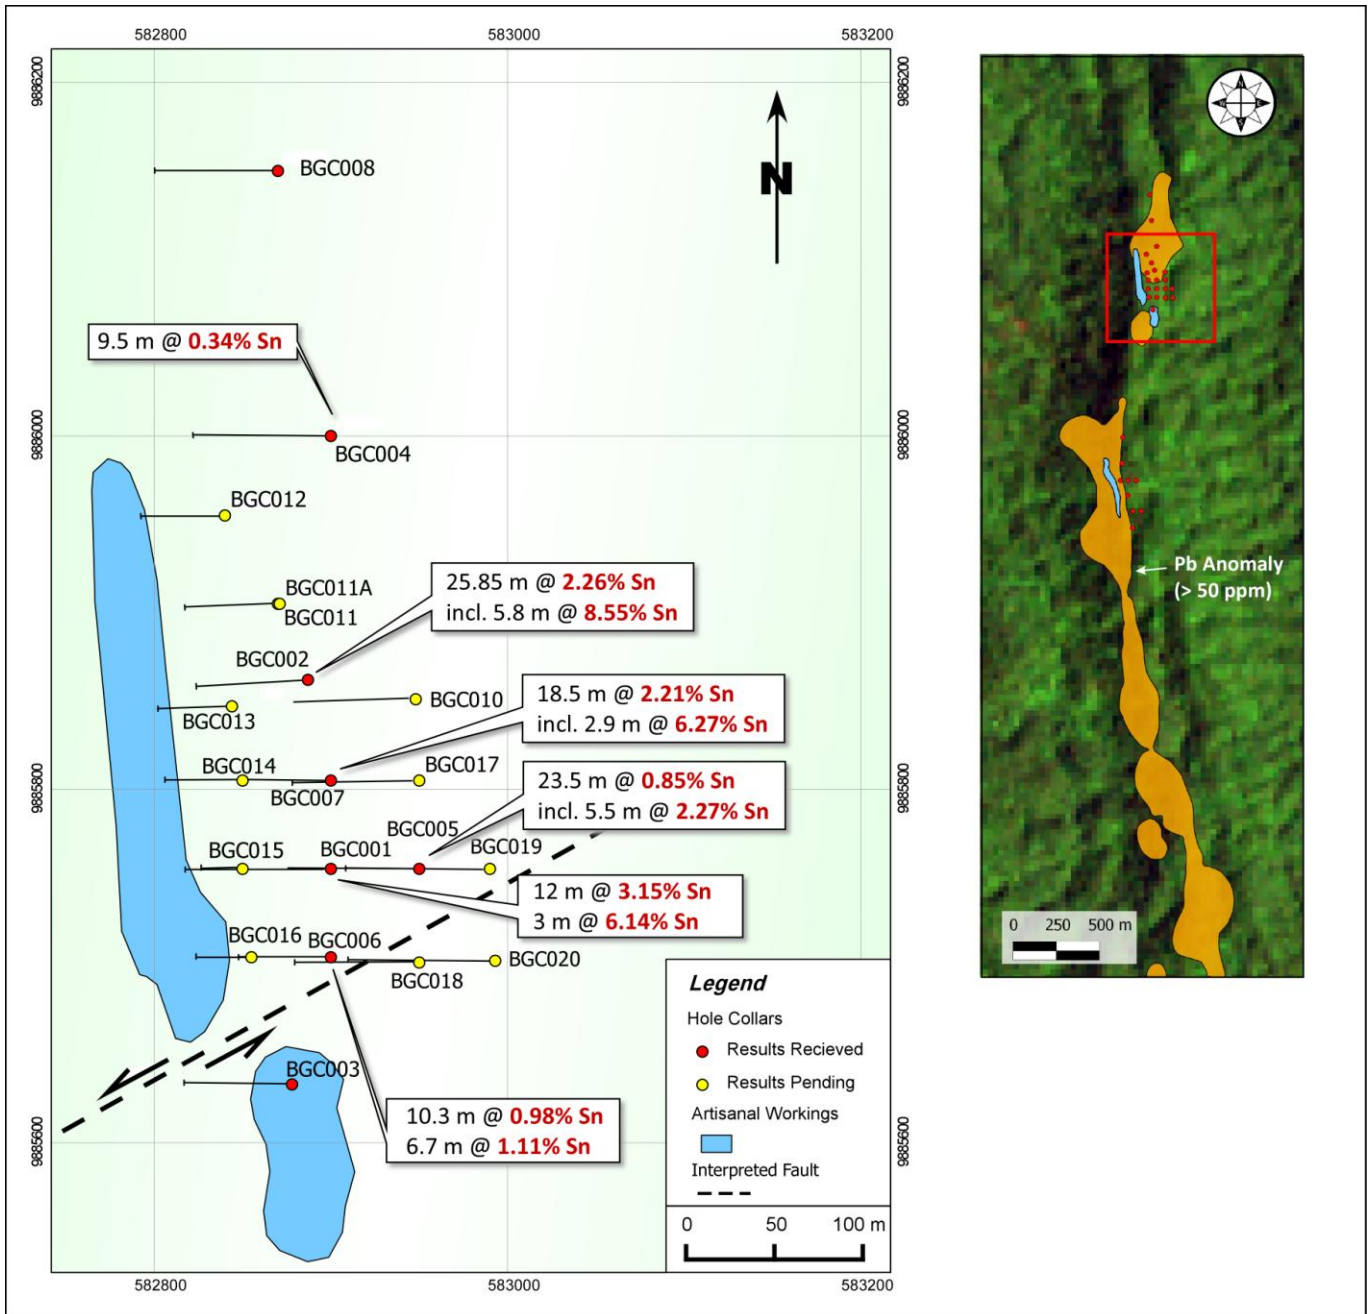 582800
583000
583200
9886200
9886200
N
BGC008
9.5 m @ 0.34% Sn
9886000
9886000
BGC004
BGC012
BGC011A
BGC011
25.85 m @ 2.26% Sn
incl. 5.8 m @ 8.55% Sn
BGC002
BGC013
BGC010
18.5 m @ 2.21% Sn
incl. 2.9 m @ 6.27% Sn
BGC014
BGC017
BGC007
9885800
9885800
23.5 m @ 0.85% Sn
incl. 5.5 m @ 2.27% Sn
BGC005
BGC015
BGC001
BGC019
12 m @ 3.15% Sn
3 m @ 6.14% Sn
BGC016
BGC006
BGC018
BGC020
BGC003
10.3 m @ 0.98% Sn
6.7 m @ 1.11% Sn
9885600
9885600
Legend
Hole Collars
Results Recieved
Results Pending
Artisanal Workings
Interpreted Fault
0 50 100 m
582800
583000
583200
N
W
E
S
Pb Anomaly
(> 50 ppm)
0 250 500 m